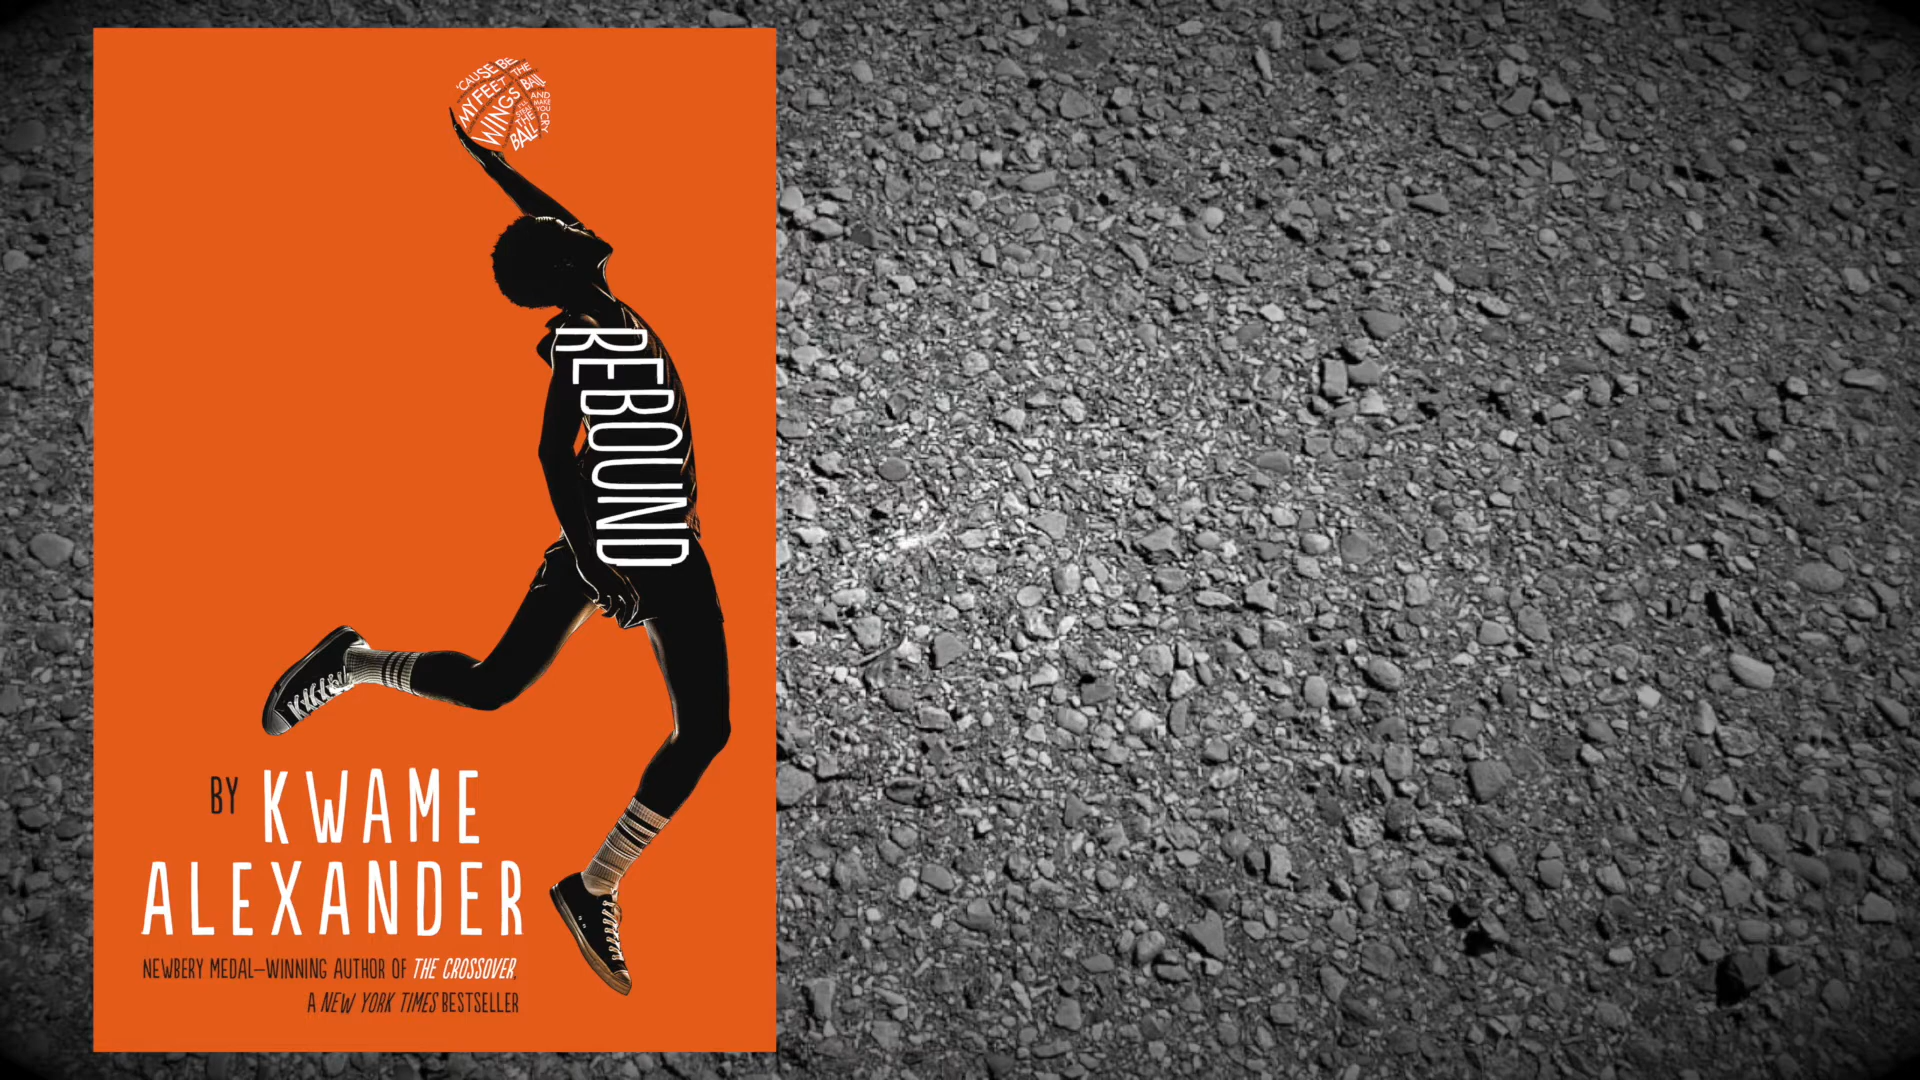 'CAUSE BE
MY FEET THE
WINGS BALL
AND
MAKE
YOU
CRY
THE
BALL
REBOUND
BY KWAME
ALEXANDER
NEWBERY MEDAL–WINNING AUTHOR OF THE CROSSOVER
A NEW YORK TIMES BESTSELLER